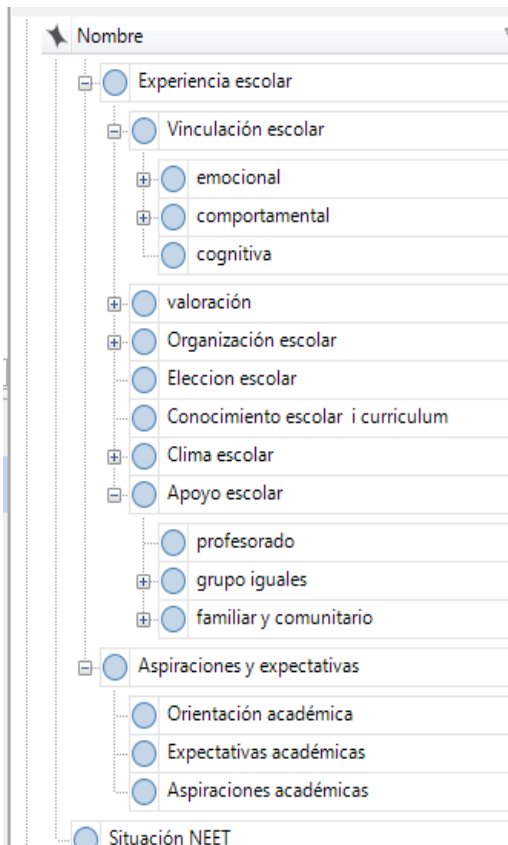 Nombre
Experiencia escolar
Vinculación escolar
emocional
comportamental
cognitiva
valoración
Organización escolar
Eleccion escolar
Conocimiento escolar i curriculum
Clima escolar
Apoyo escolar
profesorado
grupo iguales
familiar y comunitario
Aspiraciones y expectativas
Orientación académica
Expectativas académicas
Aspiraciones académicas
Situación NEET